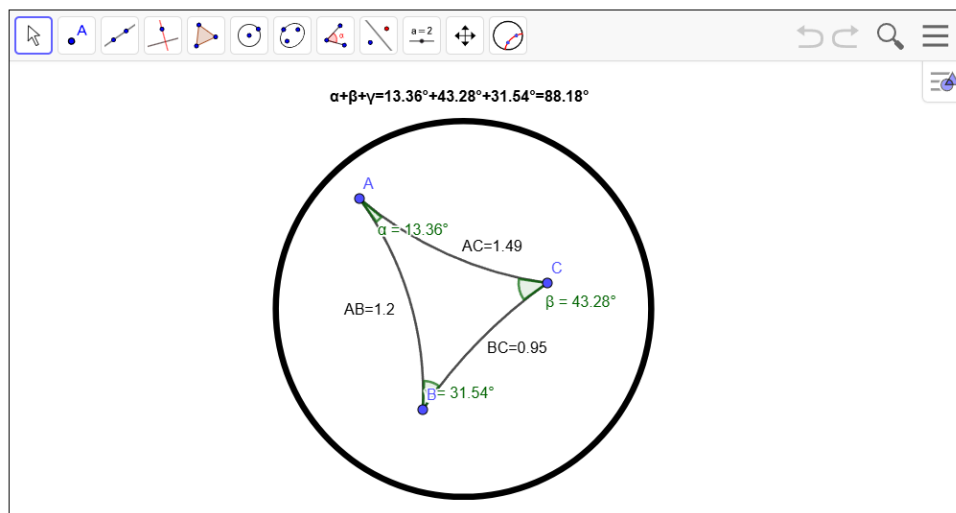 A
α
a = 2
α+β+γ=13.36°+43.28°+31.54°=88.18°
A
α = 13.36°
AC=1.49
C
β = 43.28°
AB=1.2
BC=0.95
B= 31.54°